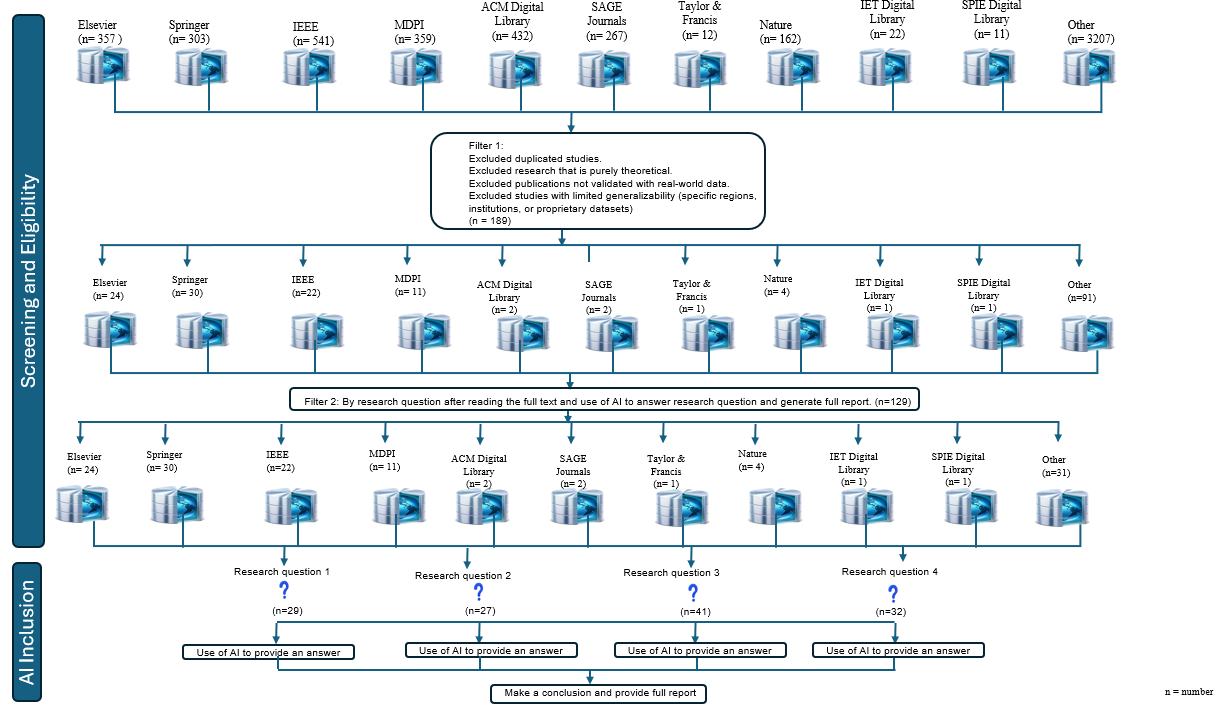 Screening and Eligibility
Elsevier
(n= 357 )
Springer
(n= 303)
IEEE
(n= 541)
MDPI
(n= 359)
ACM Digital
Library
(n= 432)
SAGE
Journals
(n= 267)
Taylor &
Francis
(n= 12)
Nature
(n= 162)
IET Digital
Library
(n= 22)
SPIE Digital
Library
(n= 11)
Other
(n= 3207)
Filter 1:
Excluded duplicated studies.
Excluded research that is purely theoretical.
Excluded publications not validated with real-world data.
Excluded studies with limited generalizability (specific regions,
institutions, or proprietary datasets)
(n = 189)
Elsevier
(n= 24)
Springer
(n= 30)
IEEE
(n=22)
MDPI
(n= 11)
ACM Digital
Library
(n= 2)
SAGE
Journals
(n= 2)
Taylor &
Francis
(n= 1)
Nature
(n= 4)
IET Digital
Library
(n= 1)
SPIE Digital
Library
(n= 1)
Other
(n=91)
Filter 2: By research question after reading the full text and use of AI to answer research question and generate full report. (n=129)
Elsevier
(n= 24)
Springer
(n= 30)
IEEE
(n=22)
MDPI
(n= 11)
ACM Digital
Library
(n= 2)
SAGE
Journals
(n= 2)
Taylor &
Francis
(n= 1)
Nature
(n= 4)
IET Digital
Library
(n= 1)
SPIE Digital
Library
(n= 1)
Other
(n=31)
AI Inclusion
Research question 1
?
(n=29)
Research question 2
?
(n=27)
Research question 3
?
(n=41)
Research question 4
?
(n=32)
Use of AI to provide an answer
Use of AI to provide an answer
Use of AI to provide an answer
Use of AI to provide an answer
Make a conclusion and provide full report
n = number